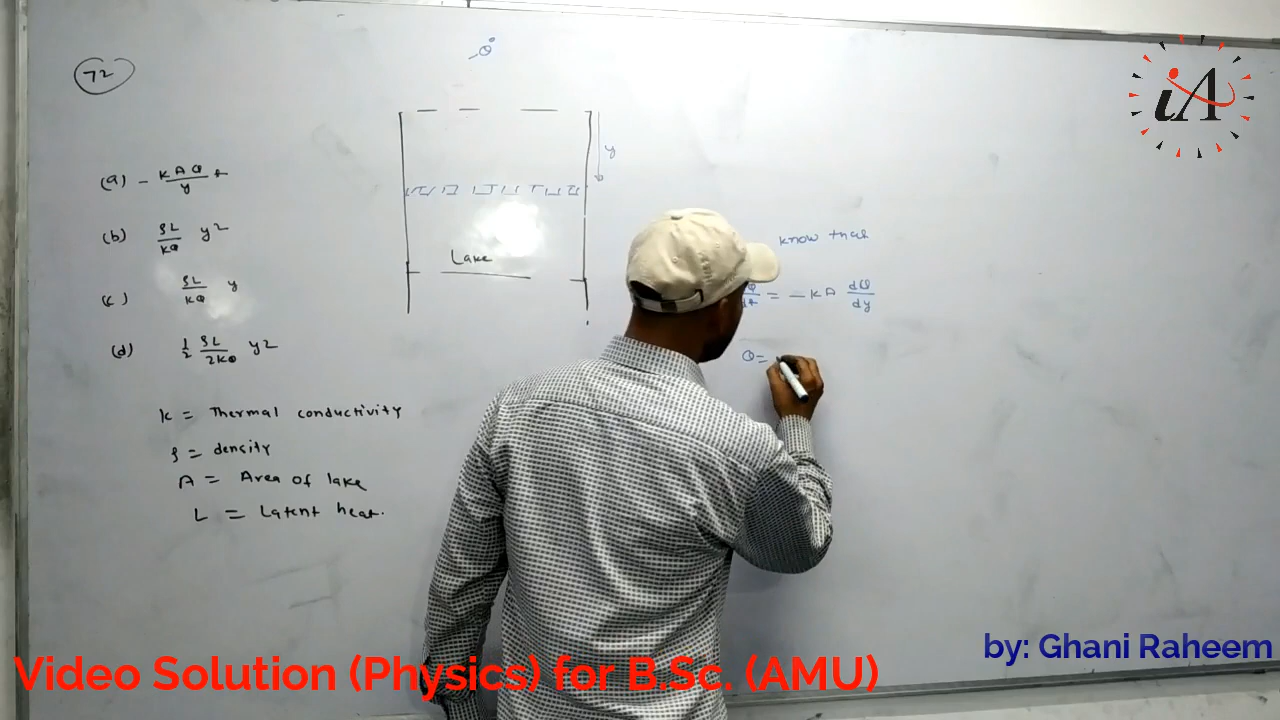 72
θ°
(a) - KAθ/y t
y
(b) ρL/Kθ y²
Lake
know that
(c) ρL/Kθ y
= - KA dθ/dy
(d) 1/2 ρL/2Kθ y²
Q=
K = Thermal conductivity
ρ = density
A = Area of lake
L = Latent heat.
iA
by: Ghani Raheem
Video Solution (Physics) for B.Sc. (AMU)